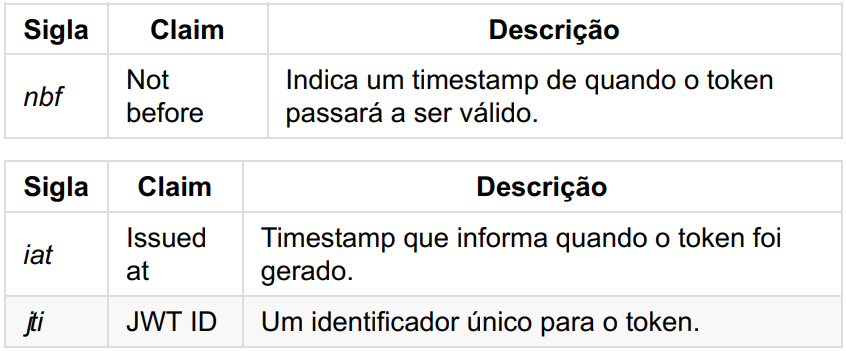 Sigla Claim Descrição
nbf Not before Indica um timestamp de quando o token passará a ser válido.
Sigla Claim Descrição
iat Issued at Timestamp que informa quando o token foi gerado.
jti JWT ID Um identificador único para o token.